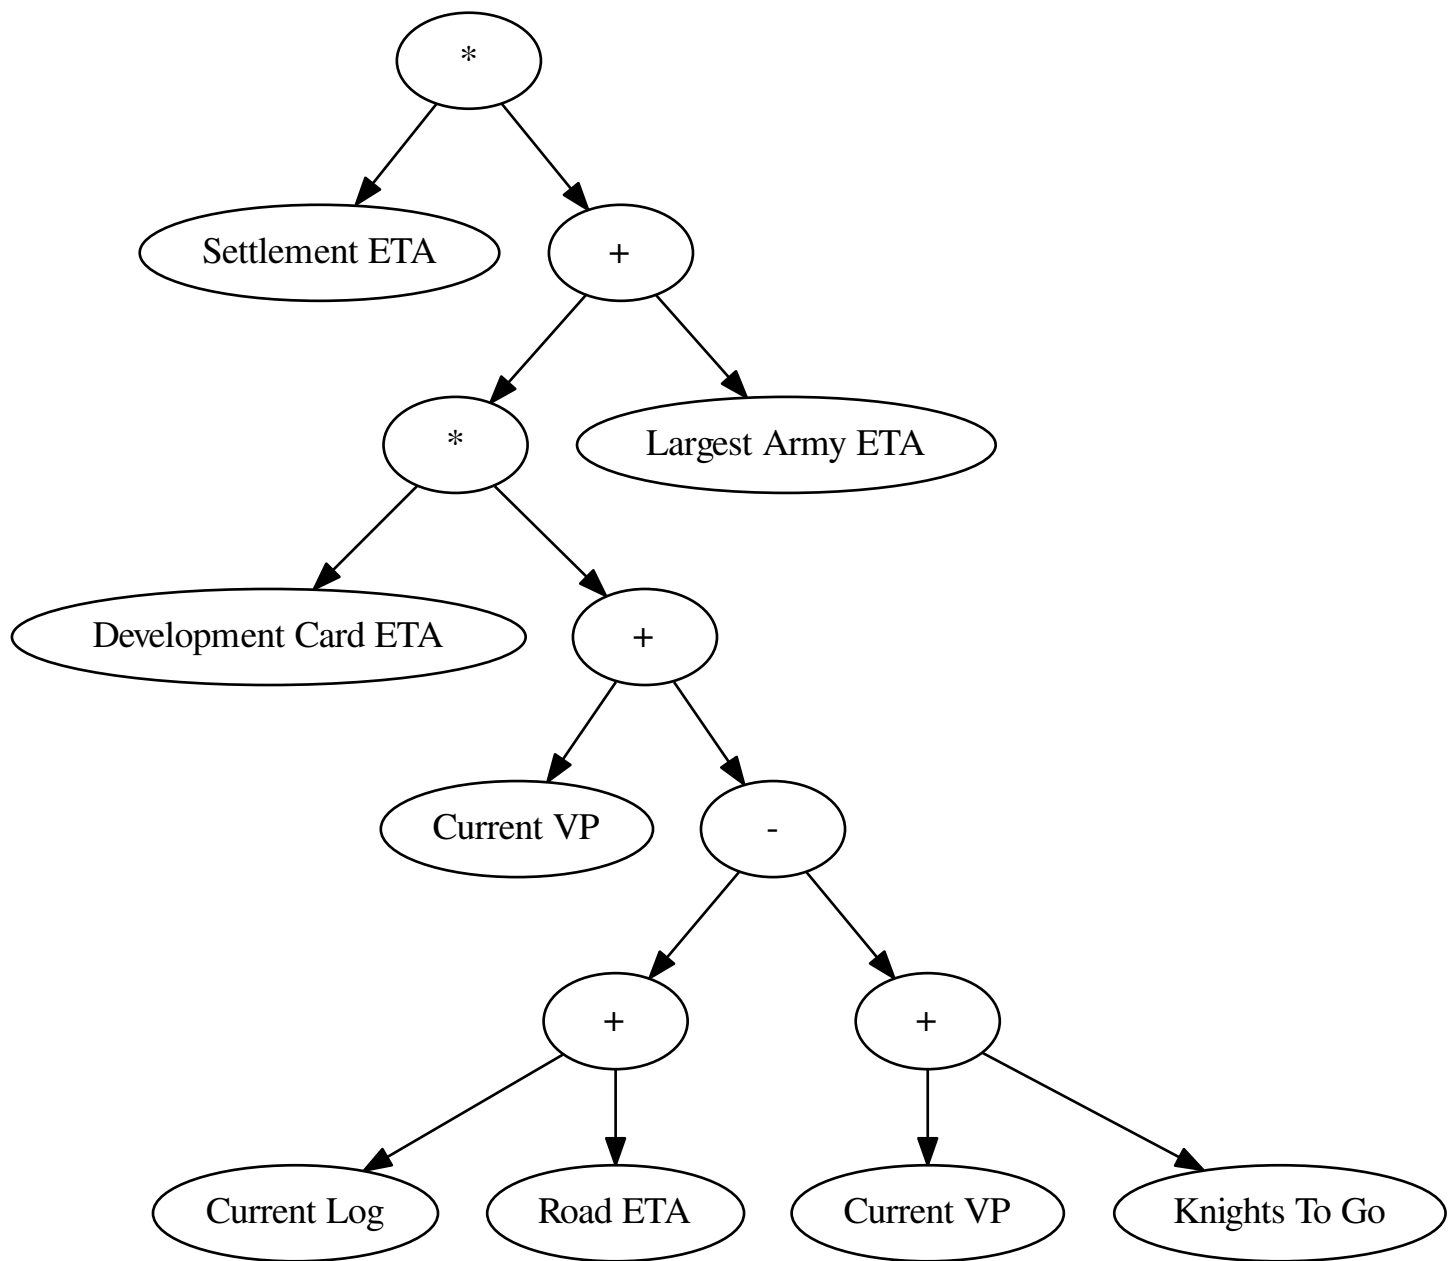 *
Settlement ETA
+
*
Largest Army ETA
Development Card ETA
+
Current VP
-
+
+
Current Log
Road ETA
Current VP
Knights To Go